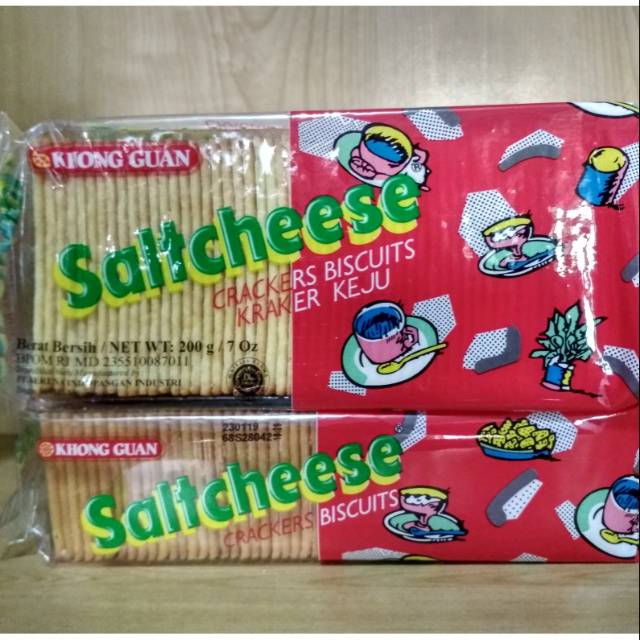 KHONG GUAN
Saltcheese
CRACKERS BISCUITS
KRAKER KEJU
Berat Bersih / NET WT: 200 g / 7 Oz
BPOM RI MD 235510087011
230119
68S28042
KHONG GUAN
Saltcheese
CRACKERS BISCUITS